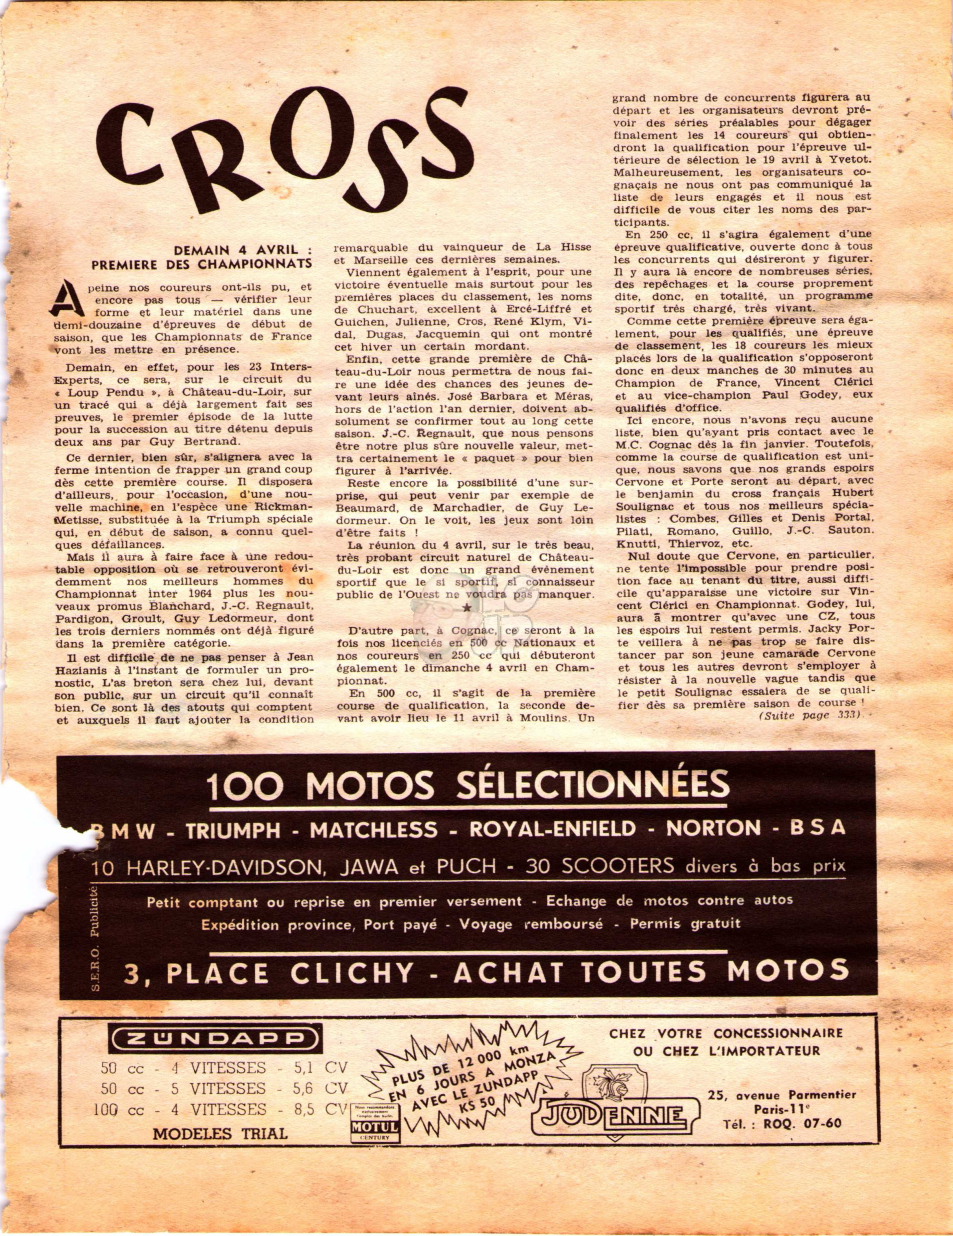 CROSS
DEMAIN 4 AVRIL :
PREMIERE DES CHAMPIONNATS
A peine nos coureurs ont-ils pu, et
encore pas tous — vérifier leur
forme et leur matériel dans une
demi-douzaine d'épreuves de début de
saison, que les Championnats de France
vont les mettre en présence.
Demain, en effet, pour les 23 Inters-
Experts, ce sera, sur le circuit du
« Loup Pendu », à Château-du-Loir, sur
un tracé qui a déjà largement fait ses
preuves, le premier épisode de la lutte
pour la succession au titre détenu depuis
deux ans par Guy Bertrand.
Ce dernier, bien sûr, s'alignera avec la
ferme intention de frapper un grand coup
dès cette première course. Il disposera
d'ailleurs, pour l'occasion, d'une nou-
velle machine, en l'espèce une Rickman-
Metisse, substituée à la Triumph spéciale
qui, en début de saison, a connu quel-
ques défaillances.
Mais il aura à faire face à une redou-
table opposition où se retrouveront évi-
demment nos meilleurs hommes du
Championnat inter 1964 plus les nou-
veaux promus Blanchard, J.-C. Regnault,
Pardigon, Groult, Guy Ledormeur, dont
les trois derniers nommés ont déjà figuré
dans la première catégorie.
Il est difficile de ne pas penser à Jean
Hazianis à l'instant de formuler un pro-
nostic, L'as breton sera chez lui, devant
son public, sur un circuit qu'il connaît
bien. Ce sont là des atouts qui comptent
et auxquels il faut ajouter la condition
remarquable du vainqueur de La Hisse
et Marseille ces dernières semaines.
Viennent également à l'esprit, pour une
victoire éventuelle mais surtout pour les
premières places du classement, les noms
de Chuchart, excellent à Ercé-Liffré et
Guichen, Julienne, Cros, René Klym, Vi-
dal, Dugas, Jacquemin qui ont montré
cet hiver un certain mordant.
Enfin, cette grande première de Châ-
teau-du-Loir nous permettra de nous fai-
re une idée des chances des jeunes de-
vant leurs aînés. José Barbara et Méras,
hors de l'action l'an dernier, doivent ab-
solument se confirmer tout au long cette
saison. J.-C. Regnault, que nous pensons
être notre plus sûre nouvelle valeur, met-
tra certainement le « paquet » pour bien
figurer à l'arrivée.
Reste encore la possibilité d'une sur-
prise, qui peut venir par exemple de
Beaumard, de Marchadier, de Guy Le-
dormeur. On le voit, les jeux sont loin
d'être faits !
La réunion du 4 avril, sur le très beau,
très probant circuit naturel de Château-
du-Loir est donc un grand événement
sportif que le si sportif, si connaisseur
public de l'Ouest ne voudra pas manquer.
★
D'autre part, à Cognac, ce seront à la
fois nos licenciés en 500 cc Nationaux et
nos coureurs en 250 cc qui débuteront
également le dimanche 4 avril en Cham-
pionnat.
En 500 cc, il s'agit de la première
course de qualification, la seconde de-
vant avoir lieu le 11 avril à Moulins. Un
grand nombre de concurrents figurera au
départ et les organisateurs devront pré-
voir des séries préalables pour dégager
finalement les 14 coureurs qui obtien-
dront la qualification pour l'épreuve ul-
térieure de sélection le 19 avril à Yvetot.
Malheureusement, les organisateurs co-
gnaçais ne nous ont pas communiqué la
liste de leurs engagés et il nous est
difficile de vous citer les noms des par-
ticipants.
En 250 cc, il s'agira également d'une
épreuve qualificative, ouverte donc à tous
les concurrents qui désireront y figurer.
Il y aura là encore de nombreuses séries,
des repêchages et la course proprement
dite, donc, en totalité, un programme
sportif très chargé, très vivant.
Comme cette première épreuve sera éga-
lement, pour les qualifiés, une épreuve
de classement, les 18 coureurs les mieux
placés lors de la qualification s'opposeront
donc en deux manches de 30 minutes au
Champion de France, Vincent Clérici
et au vice-champion Paul Godey, eux
qualifiés d'office.
Ici encore, nous n'avons reçu aucune
liste, bien qu'ayant pris contact avec le
M.C. Cognac dès la fin janvier. Toutefois,
comme la course de qualification est uni-
que, nous savons que nos grands espoirs
Cervone et Porte seront au départ, avec
le benjamin du cross français Hubert
Soulignac et tous nos meilleurs spécia-
listes : Combes, Gilles et Denis Portal,
Pilati, Romano, Guillo, J.-C. Sauton.
Knutti, Thiervoz, etc.
Nul doute que Cervone, en particulier,
ne tente l'impossible pour prendre posi-
tion face au tenant du titre, aussi diffi-
cile qu'apparaisse une victoire sur Vin-
cent Clérici en Championnat. Godey, lui,
aura à montrer qu'avec une CZ, tous
les espoirs lui restent permis. Jacky Por-
te veillera à ne pas trop se faire dis-
tancer par son jeune camarade Cervone
et tous les autres devront s'employer à
résister à la nouvelle vague tandis que
le petit Soulignac essaiera de se quali-
fier dès sa première saison de course !
(Suite page 333)
100 MOTOS SÉLECTIONNÉES
BMW - TRIUMPH - MATCHLESS - ROYAL-ENFIELD - NORTON - BSA
10 HARLEY-DAVIDSON, JAWA et PUCH - 30 SCOOTERS divers à bas prix
Petit comptant ou reprise en premier versement - Echange de motos contre autos
Expédition province, Port payé - Voyage remboursé - Permis gratuit
3, PLACE CLICHY - ACHAT TOUTES MOTOS
S.E.R.O. Publicité
ZÜNDAPP
50 cc - 4 VITESSES - 5,1 CV
50 cc - 5 VITESSES - 5,6 CV
100 cc - 4 VITESSES - 8,5 CV
MODELES TRIAL
MOTUL
CENTURY
PLUS DE 12 000 km
EN 6 JOURS A MONZA
AVEC LE ZUNDAPP
KS 50
CHEZ VOTRE CONCESSIONNAIRE
OU CHEZ L'IMPORTATEUR
JUDENNE
25, avenue Parmentier
Paris-11e
Tél. : ROQ. 07-60